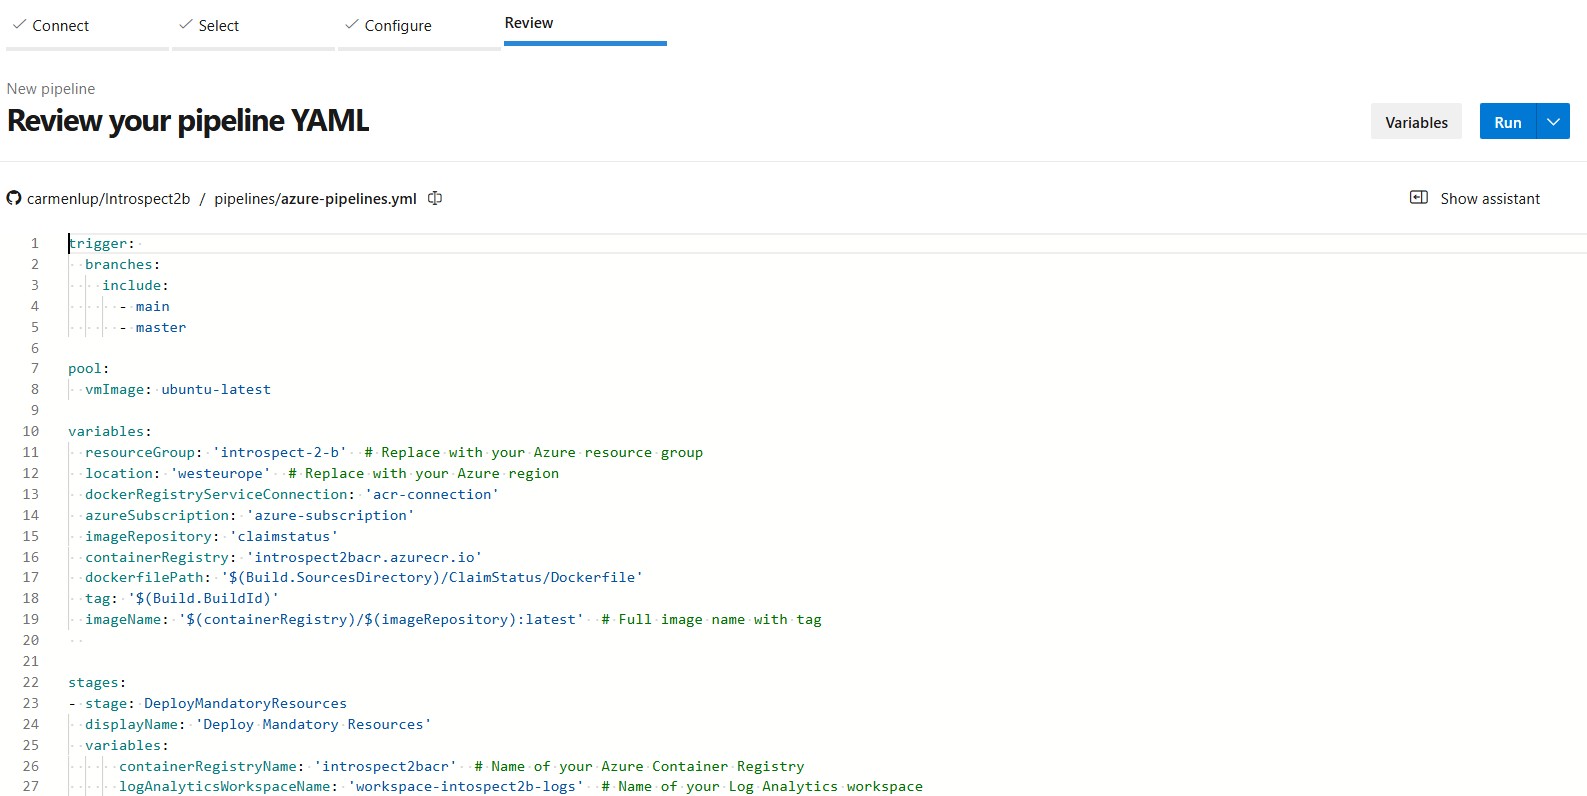 Connect
Select
Configure
Review
New pipeline
Review your pipeline YAML
Variables
Run
carmenlup/Introspect2b / pipelines/azure-pipelines.yml
Show assistant
1 trigger:
2 branches:
3 include:
4 - main
5 - master
6
7 pool:
8 vmImage: ubuntu-latest
9
10 variables:
11 resourceGroup: 'introspect-2-b' # Replace with your Azure resource group
12 location: 'westeurope' # Replace with your Azure region
13 dockerRegistryServiceConnection: 'acr-connection'
14 azureSubscription: 'azure-subscription'
15 imageRepository: 'claimstatus'
16 containerRegistry: 'introspect2bacr.azurecr.io'
17 dockerfilePath: '$(Build.SourcesDirectory)/ClaimStatus/Dockerfile'
18 tag: '$(Build.BuildId)'
19 imageName: '$(containerRegistry)/$(imageRepository):latest' # Full image name with tag
20
21
22 stages:
23 - stage: DeployMandatoryResources
24 displayName: 'Deploy Mandatory Resources'
25 variables:
26 containerRegistryName: 'introspect2bacr' # Name of your Azure Container Registry
27 logAnalyticsWorkspaceName: 'workspace-intospect2b-logs' # Name of your Log Analytics workspace